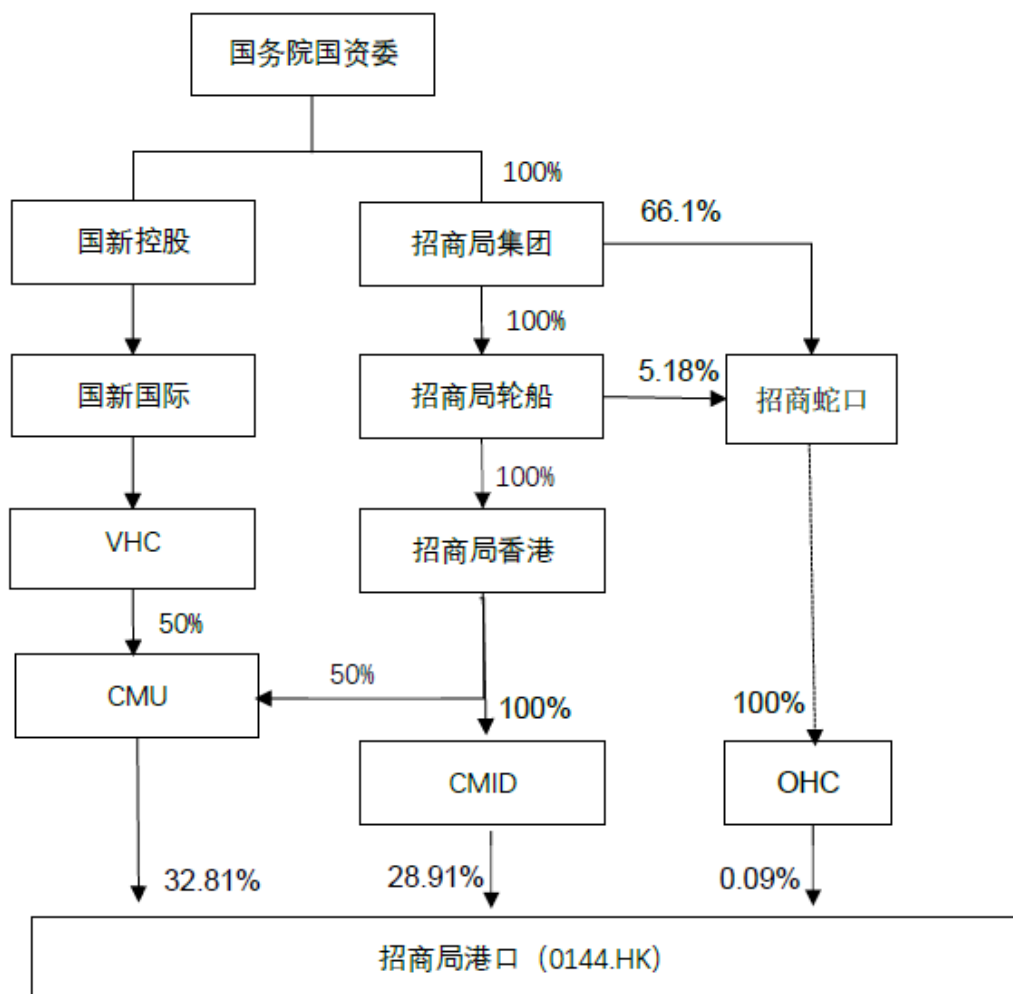 国务院国资委
100%
66.1%
国新控股
招商局集团
100%
国新国际
招商局轮船
5.18%
招商蛇口
100%
VHC
招商局香港
50%
CMU
50%
100%
100%
CMID
OHC
32.81%
28.91%
0.09%
招商局港口（0144.HK）